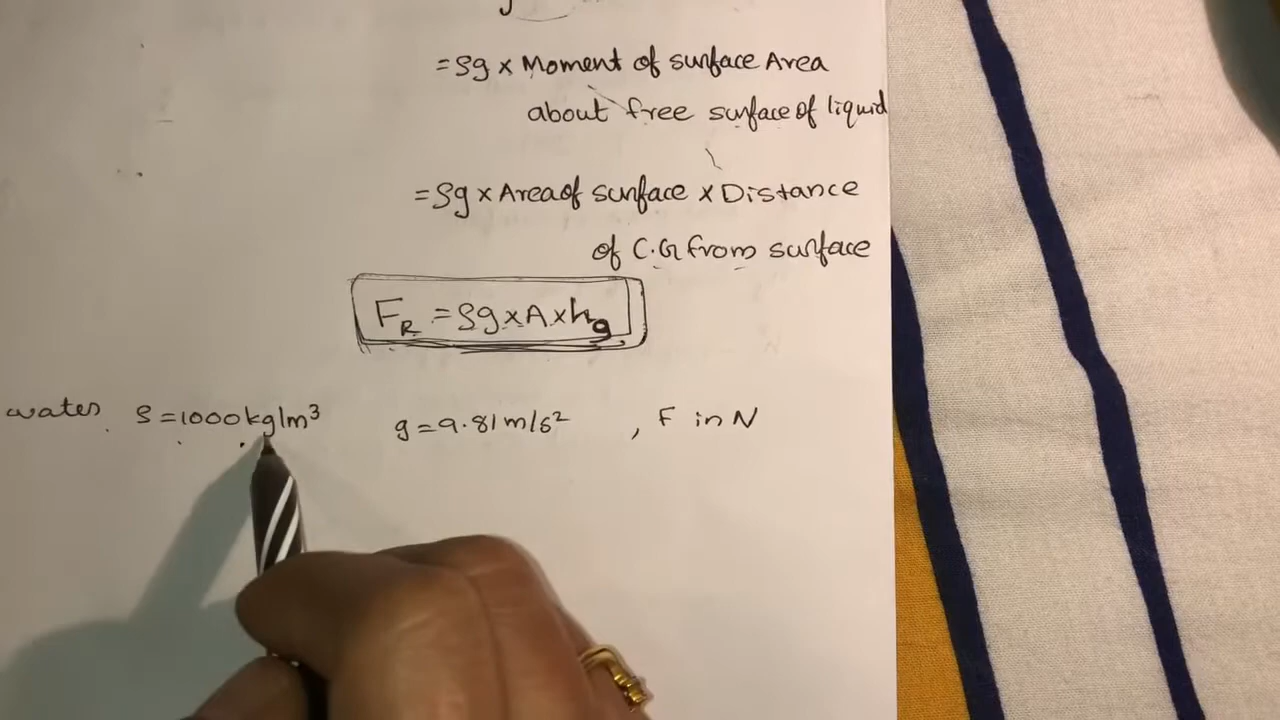 = ρg × Moment of surface Area
about free surface of liquid
= ρg × Area of surface × Distance
of C.G from surface
F_R = ρg × A × h_g
water ρ = 1000 kg/m³ g = 9.81 m/s² , F in N